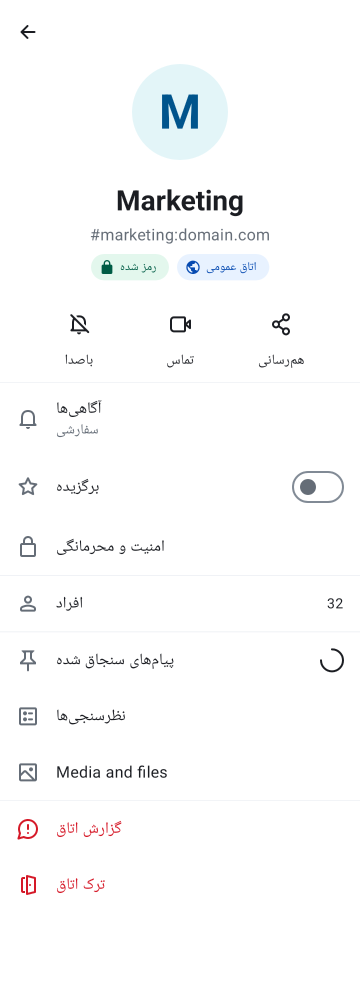 M
Marketing
#marketing:domain.com
رمز شده
اتاق عمومی
باصدا
تماس
هم‌رسانی
آگاهی‌ها
سفارشی
برگزیده
امنیت و محرمانگی
افراد
32
پیام‌های سنجاق شده
نظرسنجی‌ها
Media and files
گزارش اتاق
ترک اتاق